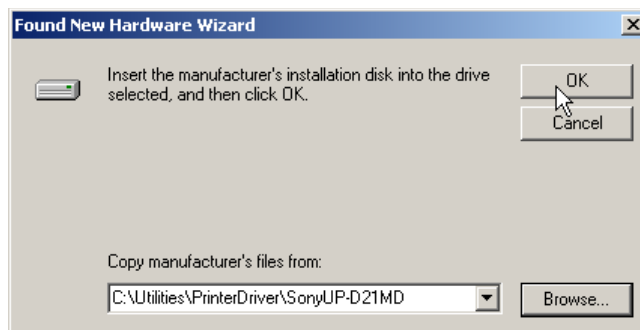 Found New Hardware Wizard
Insert the manufacturer's installation disk into the drive
selected, and then click OK.
OK
Cancel
Copy manufacturer's files from:
C:\Utilities\PrinterDriver\SonyUP-D21MD
Browse...